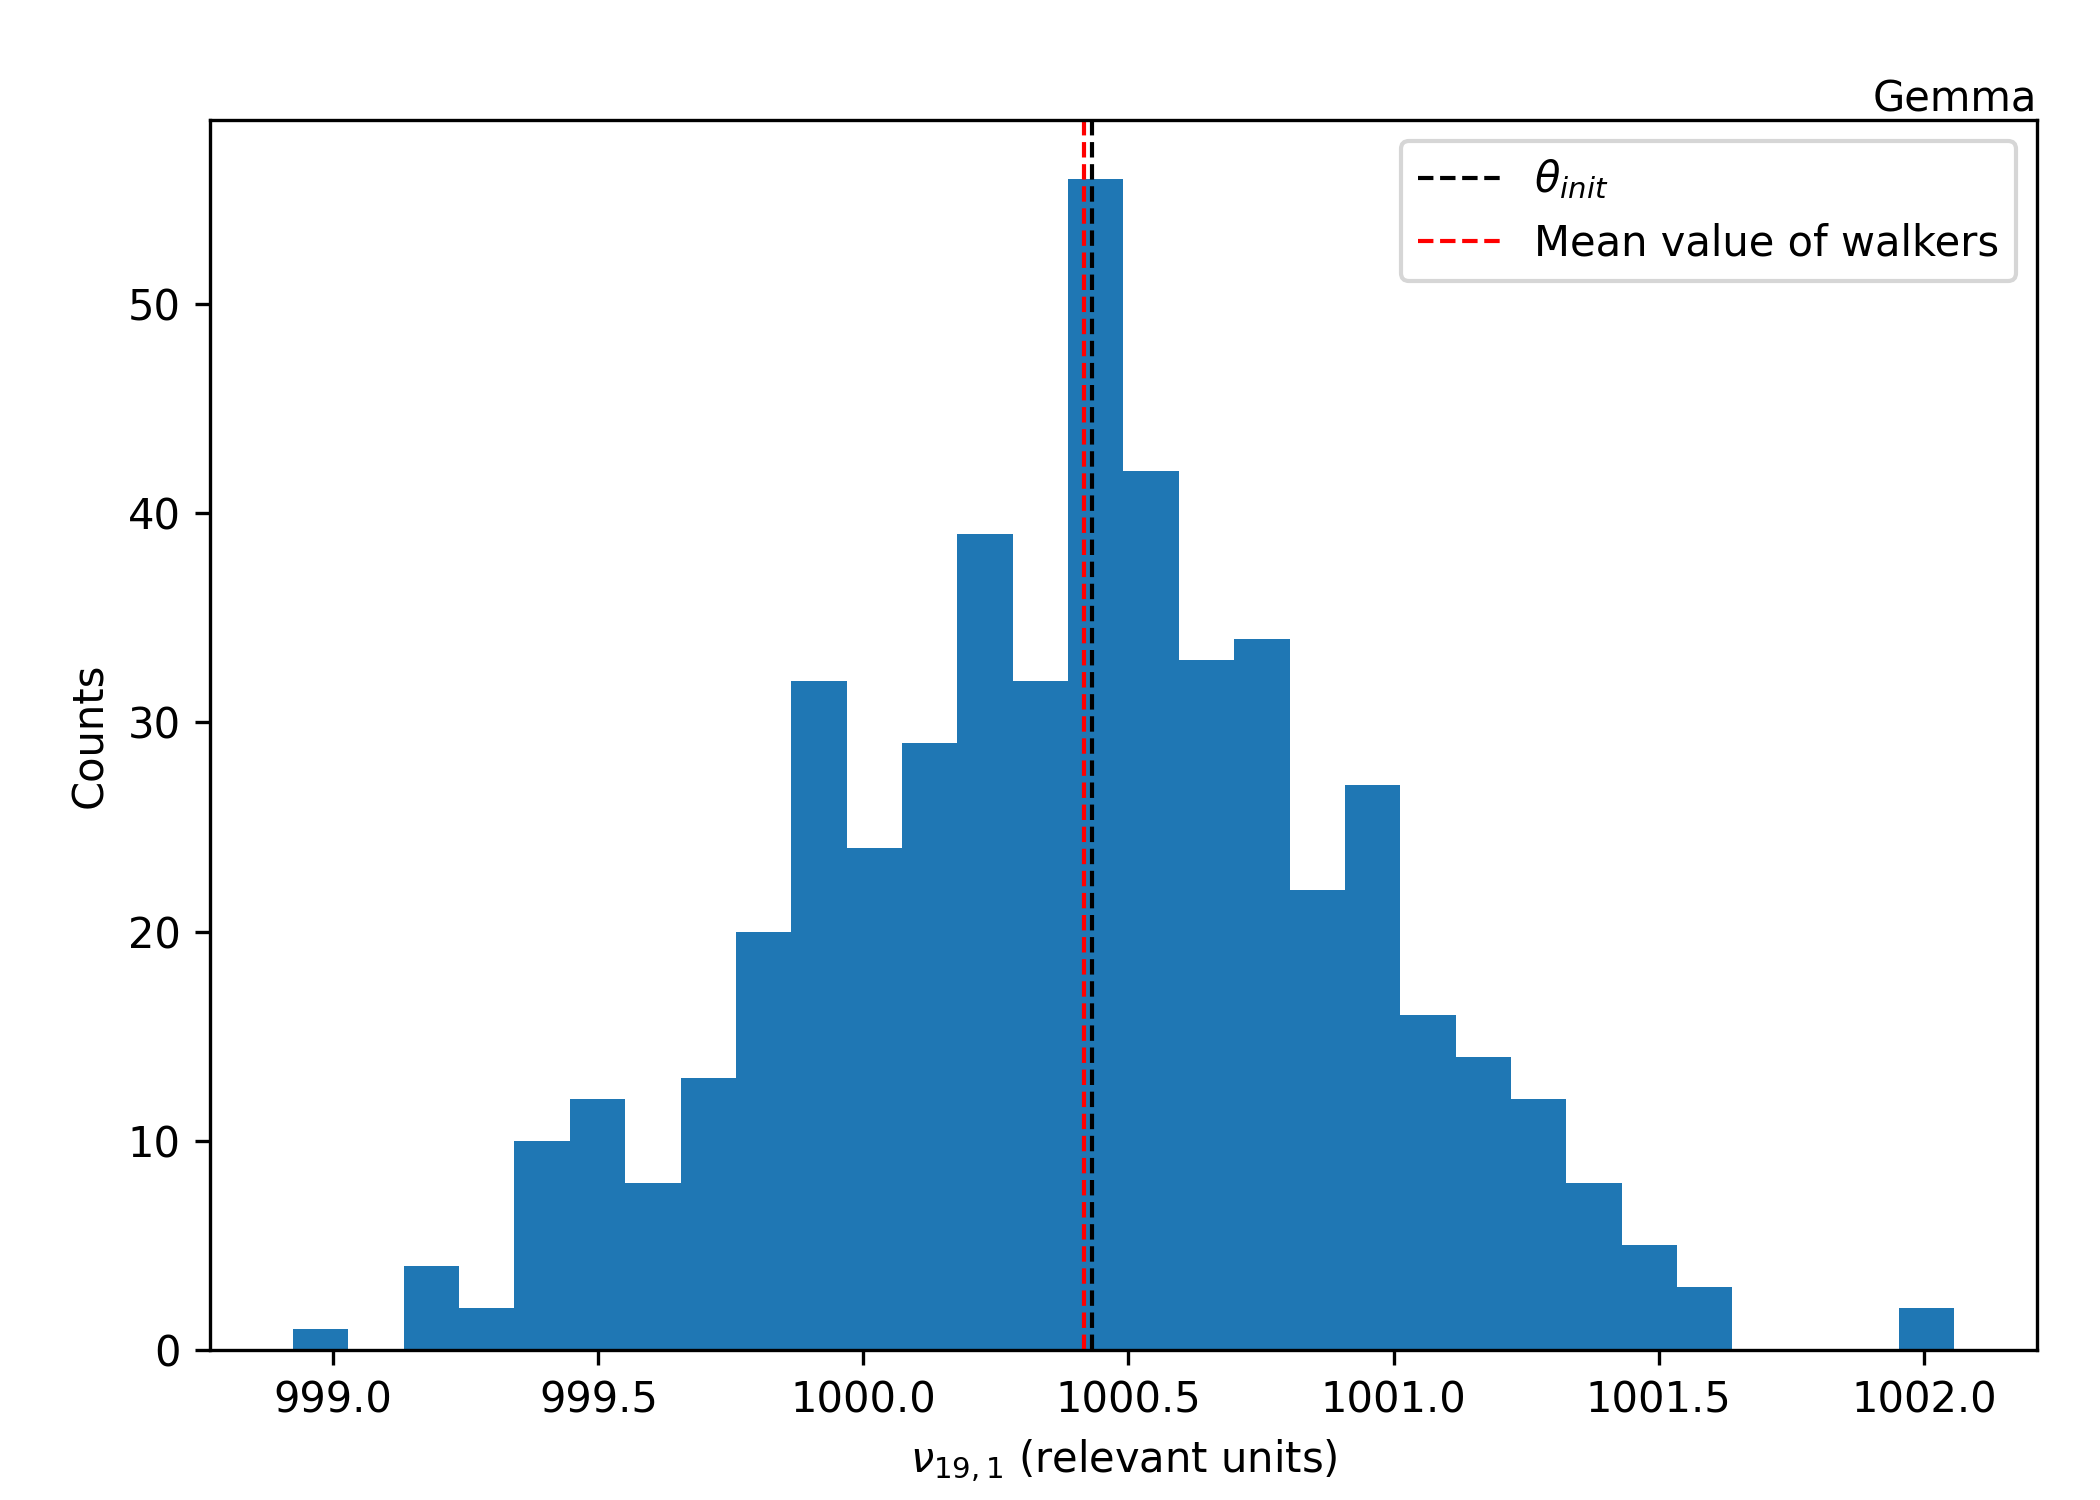 Gemma
θ_init
Mean value of walkers
50
40
30
20
10
0
Counts
999.0 999.5 1000.0 1000.5 1001.0 1001.5 1002.0
ν_19,1 (relevant units)